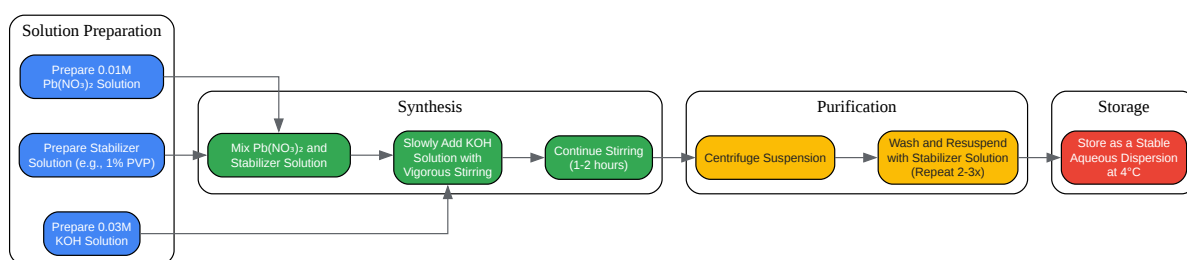 Solution Preparation
Prepare 0.01M
Pb(NO₃)₂ Solution
Prepare Stabilizer
Solution (e.g., 1% PVP)
Prepare 0.03M
KOH Solution
Synthesis
Mix Pb(NO₃)₂ and
Stabilizer Solution
Slowly Add KOH
Solution with
Vigorous Stirring
Continue Stirring
(1-2 hours)
Purification
Centrifuge Suspension
Wash and Resuspend
with Stabilizer Solution
(Repeat 2-3x)
Storage
Store as a Stable
Aqueous Dispersion
at 4°C